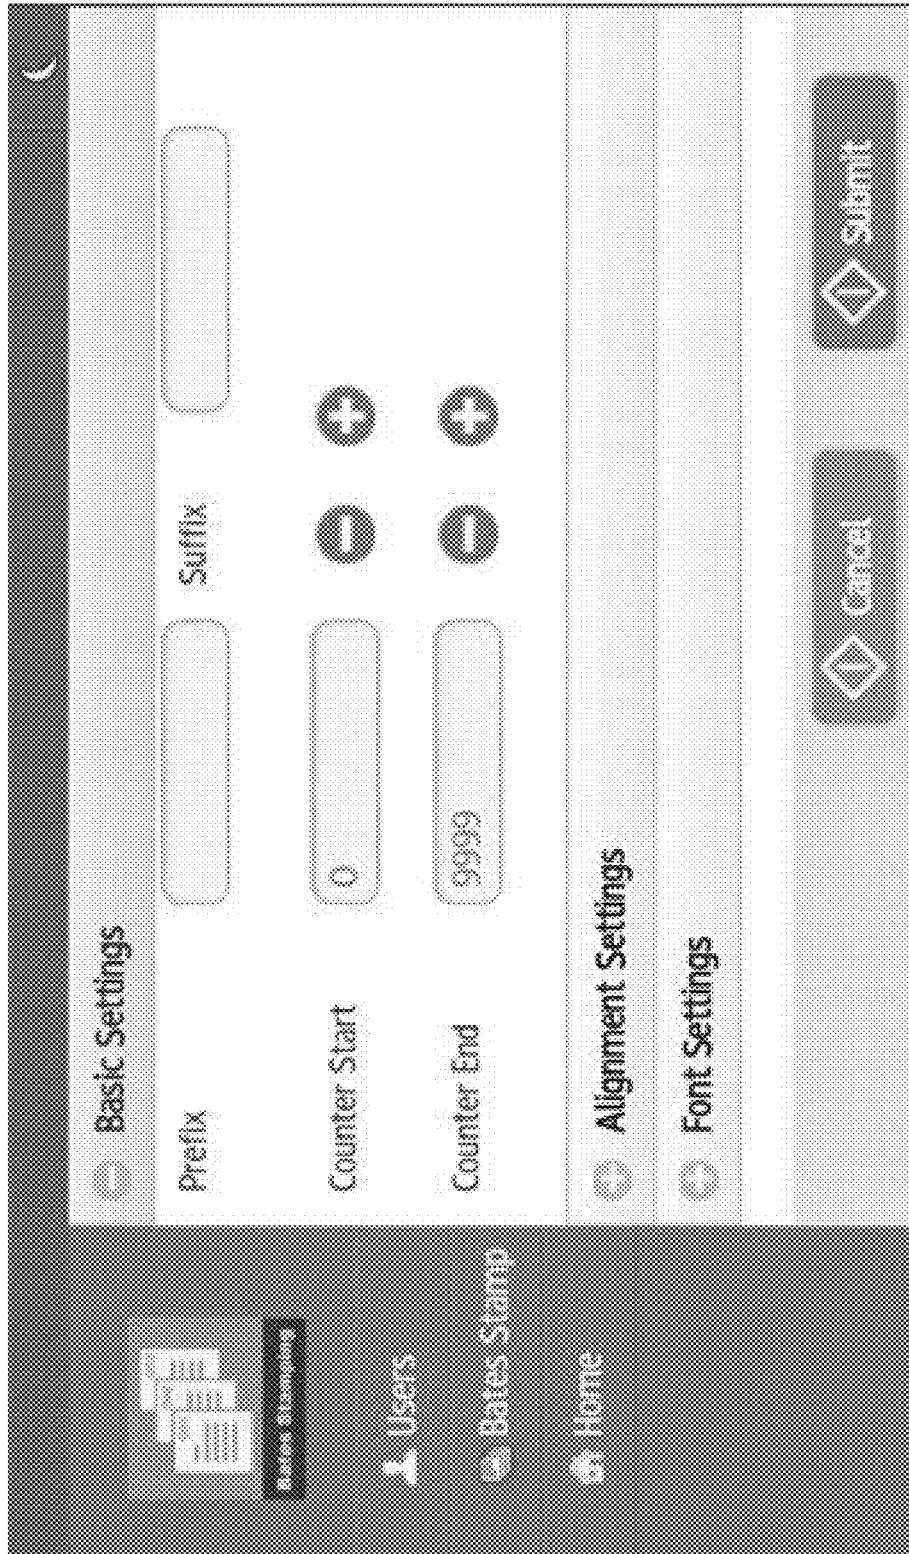 Bates Stamping
Users
Bates Stamp
Home
Basic Settings
Prefix
Suffix
Counter Start
0
Counter End
9999
Alignment Settings
Font Settings
Cancel
Submit